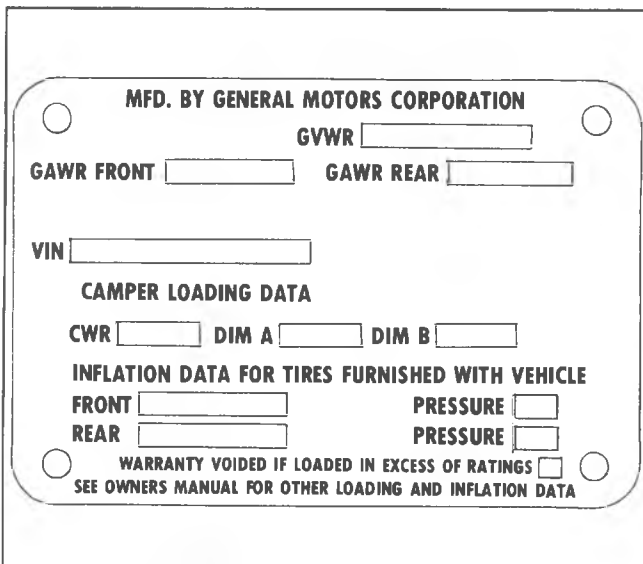 MFD. BY GENERAL MOTORS CORPORATION
GVWR
GAWR FRONT GAWR REAR
VIN
CAMPER LOADING DATA
CWR DIM A DIM B
INFLATION DATA FOR TIRES FURNISHED WITH VEHICLE
FRONT PRESSURE
REAR PRESSURE
WARRANTY VOIDED IF LOADED IN EXCESS OF RATINGS
SEE OWNERS MANUAL FOR OTHER LOADING AND INFLATION DATA